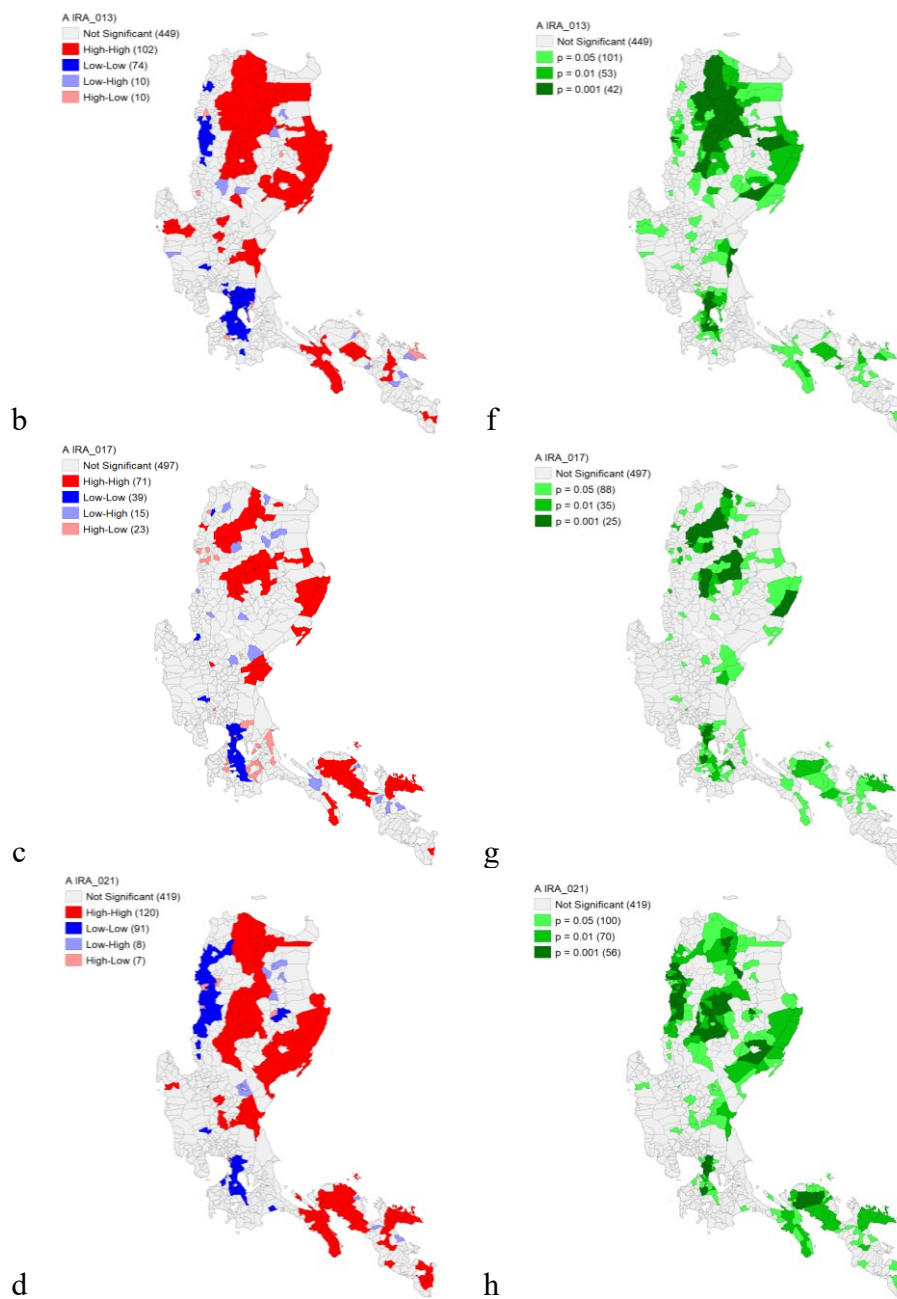 A IRA_013)
Not Significant (449)
High-High (102)
Low-Low (74)
Low-High (10)
High-Low (10)
b
A IRA_013)
Not Significant (449)
p = 0.05 (101)
p = 0.01 (53)
p = 0.001 (42)
f
A IRA_017)
Not Significant (497)
High-High (71)
Low-Low (39)
Low-High (15)
High-Low (23)
c
A IRA_017)
Not Significant (497)
p = 0.05 (88)
p = 0.01 (35)
p = 0.001 (25)
g
A IRA_021)
Not Significant (419)
High-High (120)
Low-Low (91)
Low-High (8)
High-Low (7)
d
A IRA_021)
Not Significant (419)
p = 0.05 (100)
p = 0.01 (70)
p = 0.001 (56)
h